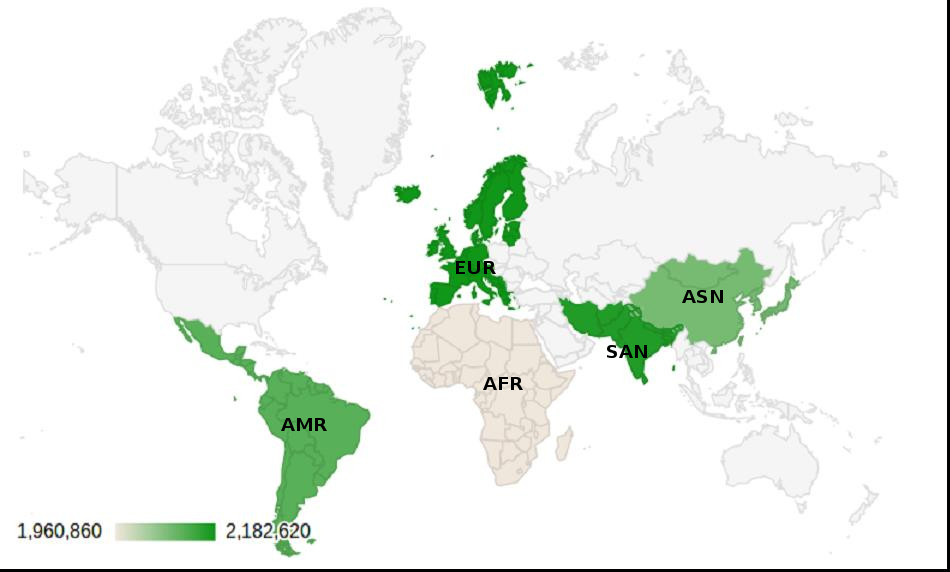 EUR
ASN
SAN
AFR
AMR
1,960,860
2,182,620